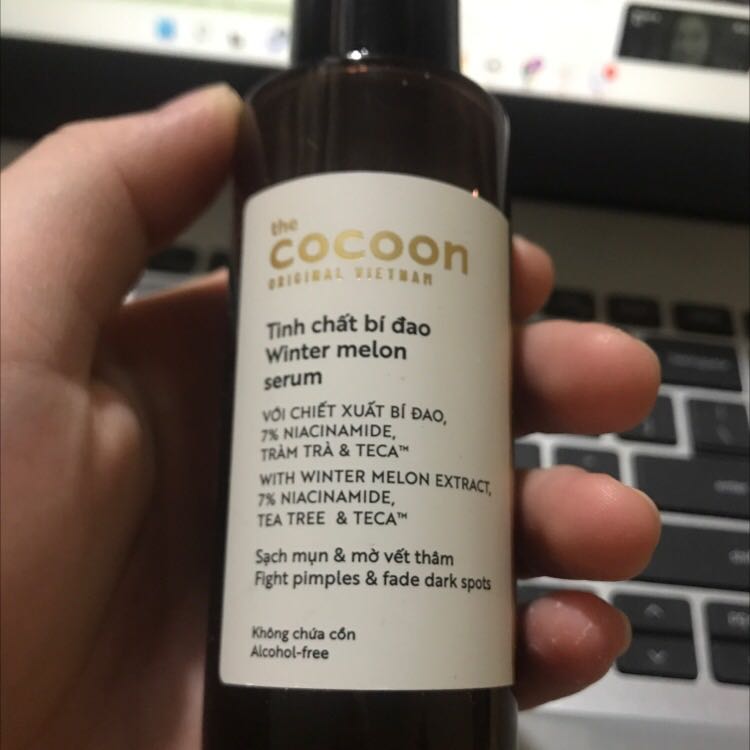 the
cocoon
ORIGINAL VIETNAM
Tinh chất bí đao
Winter melon
serum
VỚI CHIẾT XUẤT BÍ ĐAO,
7% NIACINAMIDE,
TRÀM TRÀ & TECA™
WITH WINTER MELON EXTRACT,
7% NIACINAMIDE,
TEA TREE & TECA™
Sạch mụn & mờ vết thâm
Fight pimples & fade dark spots
Không chứa cồn
Alcohol-free